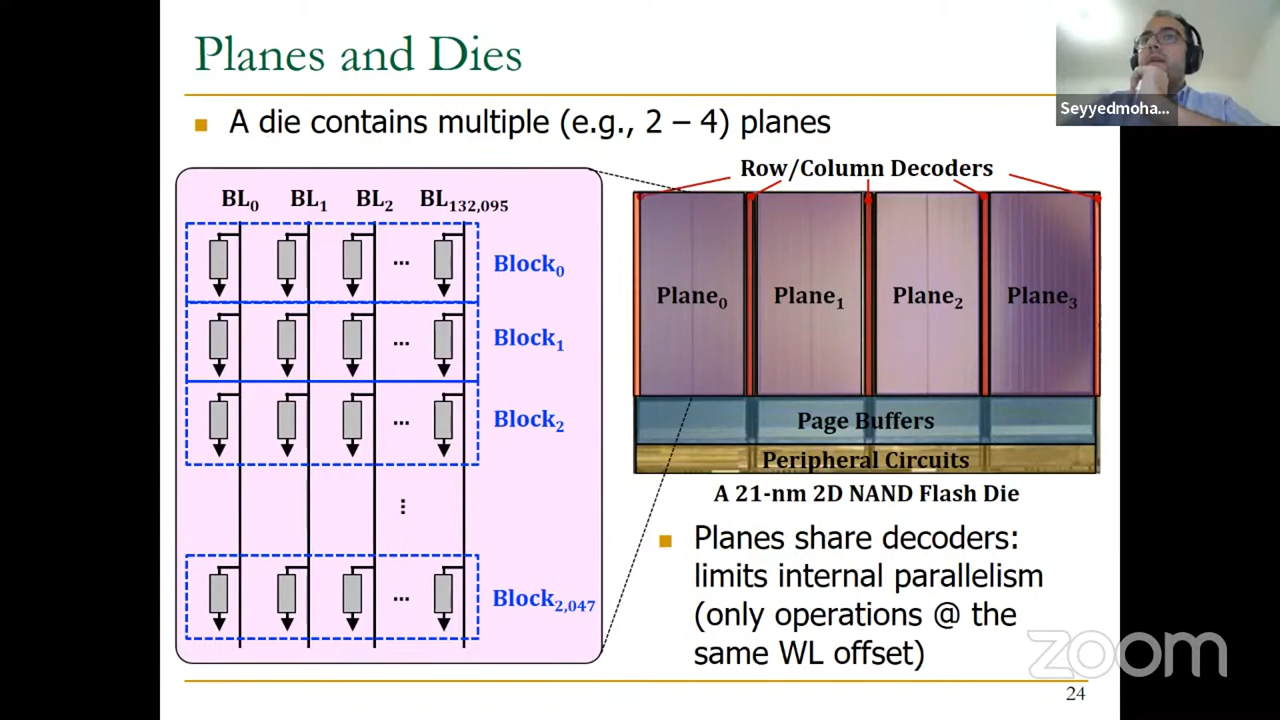 Planes and Dies
Seyyedmoha...
A die contains multiple (e.g., 2 – 4) planes
BL0 BL1 BL2 BL132,095
Block0
... 
Block1
...
Block2
...
⋮
Block2,047
...
Row/Column Decoders
Plane0 Plane1 Plane2 Plane3
Page Buffers
Peripheral Circuits
A 21-nm 2D NAND Flash Die
Planes share decoders:
limits internal parallelism
(only operations @ the
same WL offset)
zoom
24